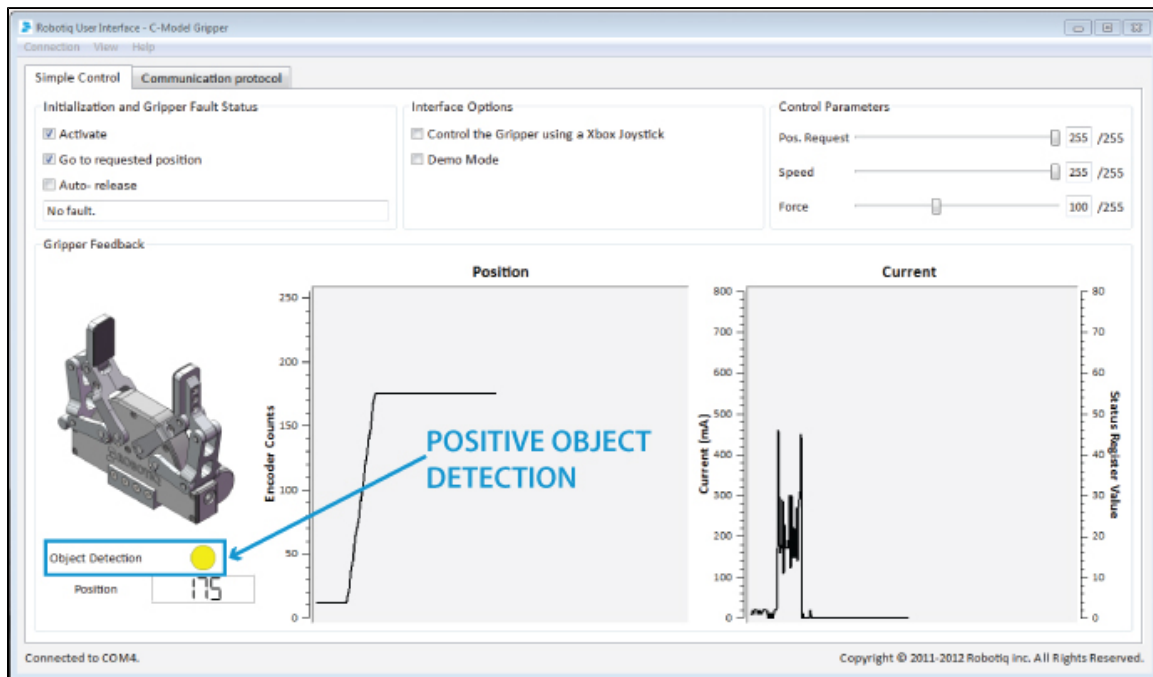 Robotiq User Interface - C-Model Gripper
Connection View Help
Simple Control Communication protocol
Initialization and Gripper Fault Status
Activate
Go to requested position
Auto- release
No fault.
Interface Options
Control the Gripper using a Xbox Joystick
Demo Mode
Control Parameters
Pos. Request 255 /255
Speed 255 /255
Force 100 /255
Gripper Feedback
Object Detection
Position 175
Position
Encoder Counts
250
200
150
100
50
0
POSITIVE OBJECT
DETECTION
Current
Current (mA)
800
700
600
500
400
300
200
100
0
80
70
60
50
40
30
20
10
0
Status Register Value
Connected to COM4.
Copyright © 2011-2012 Robotiq Inc. All Rights Reserved.